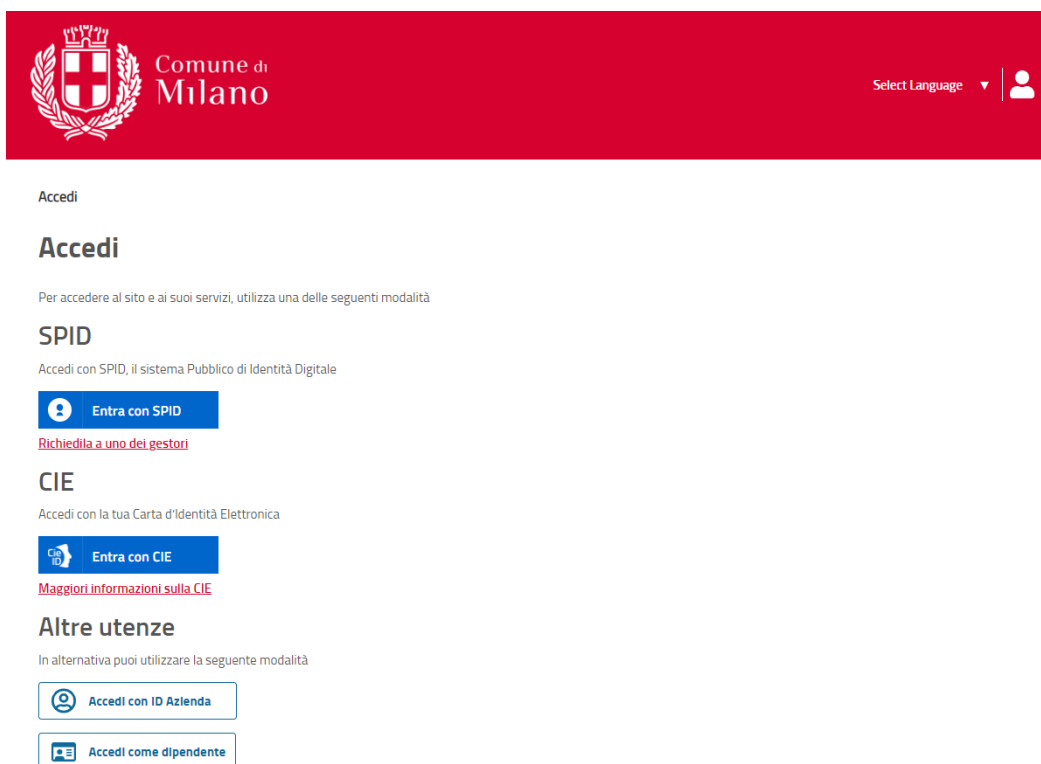 Comune di
Milano
Select Language ▼
Accedi
Accedi
Per accedere al sito e ai suoi servizi, utilizza una delle seguenti modalità
SPID
Accedi con SPID, il sistema Pubblico di Identità Digitale
Entra con SPID
Richiedila a uno dei gestori
CIE
Accedi con la tua Carta d'Identità Elettronica
Cie
ID
Entra con CIE
Maggiori informazioni sulla CIE
Altre utenze
In alternativa puoi utilizzare la seguente modalità
Accedi con ID Azienda
Accedi come dipendente